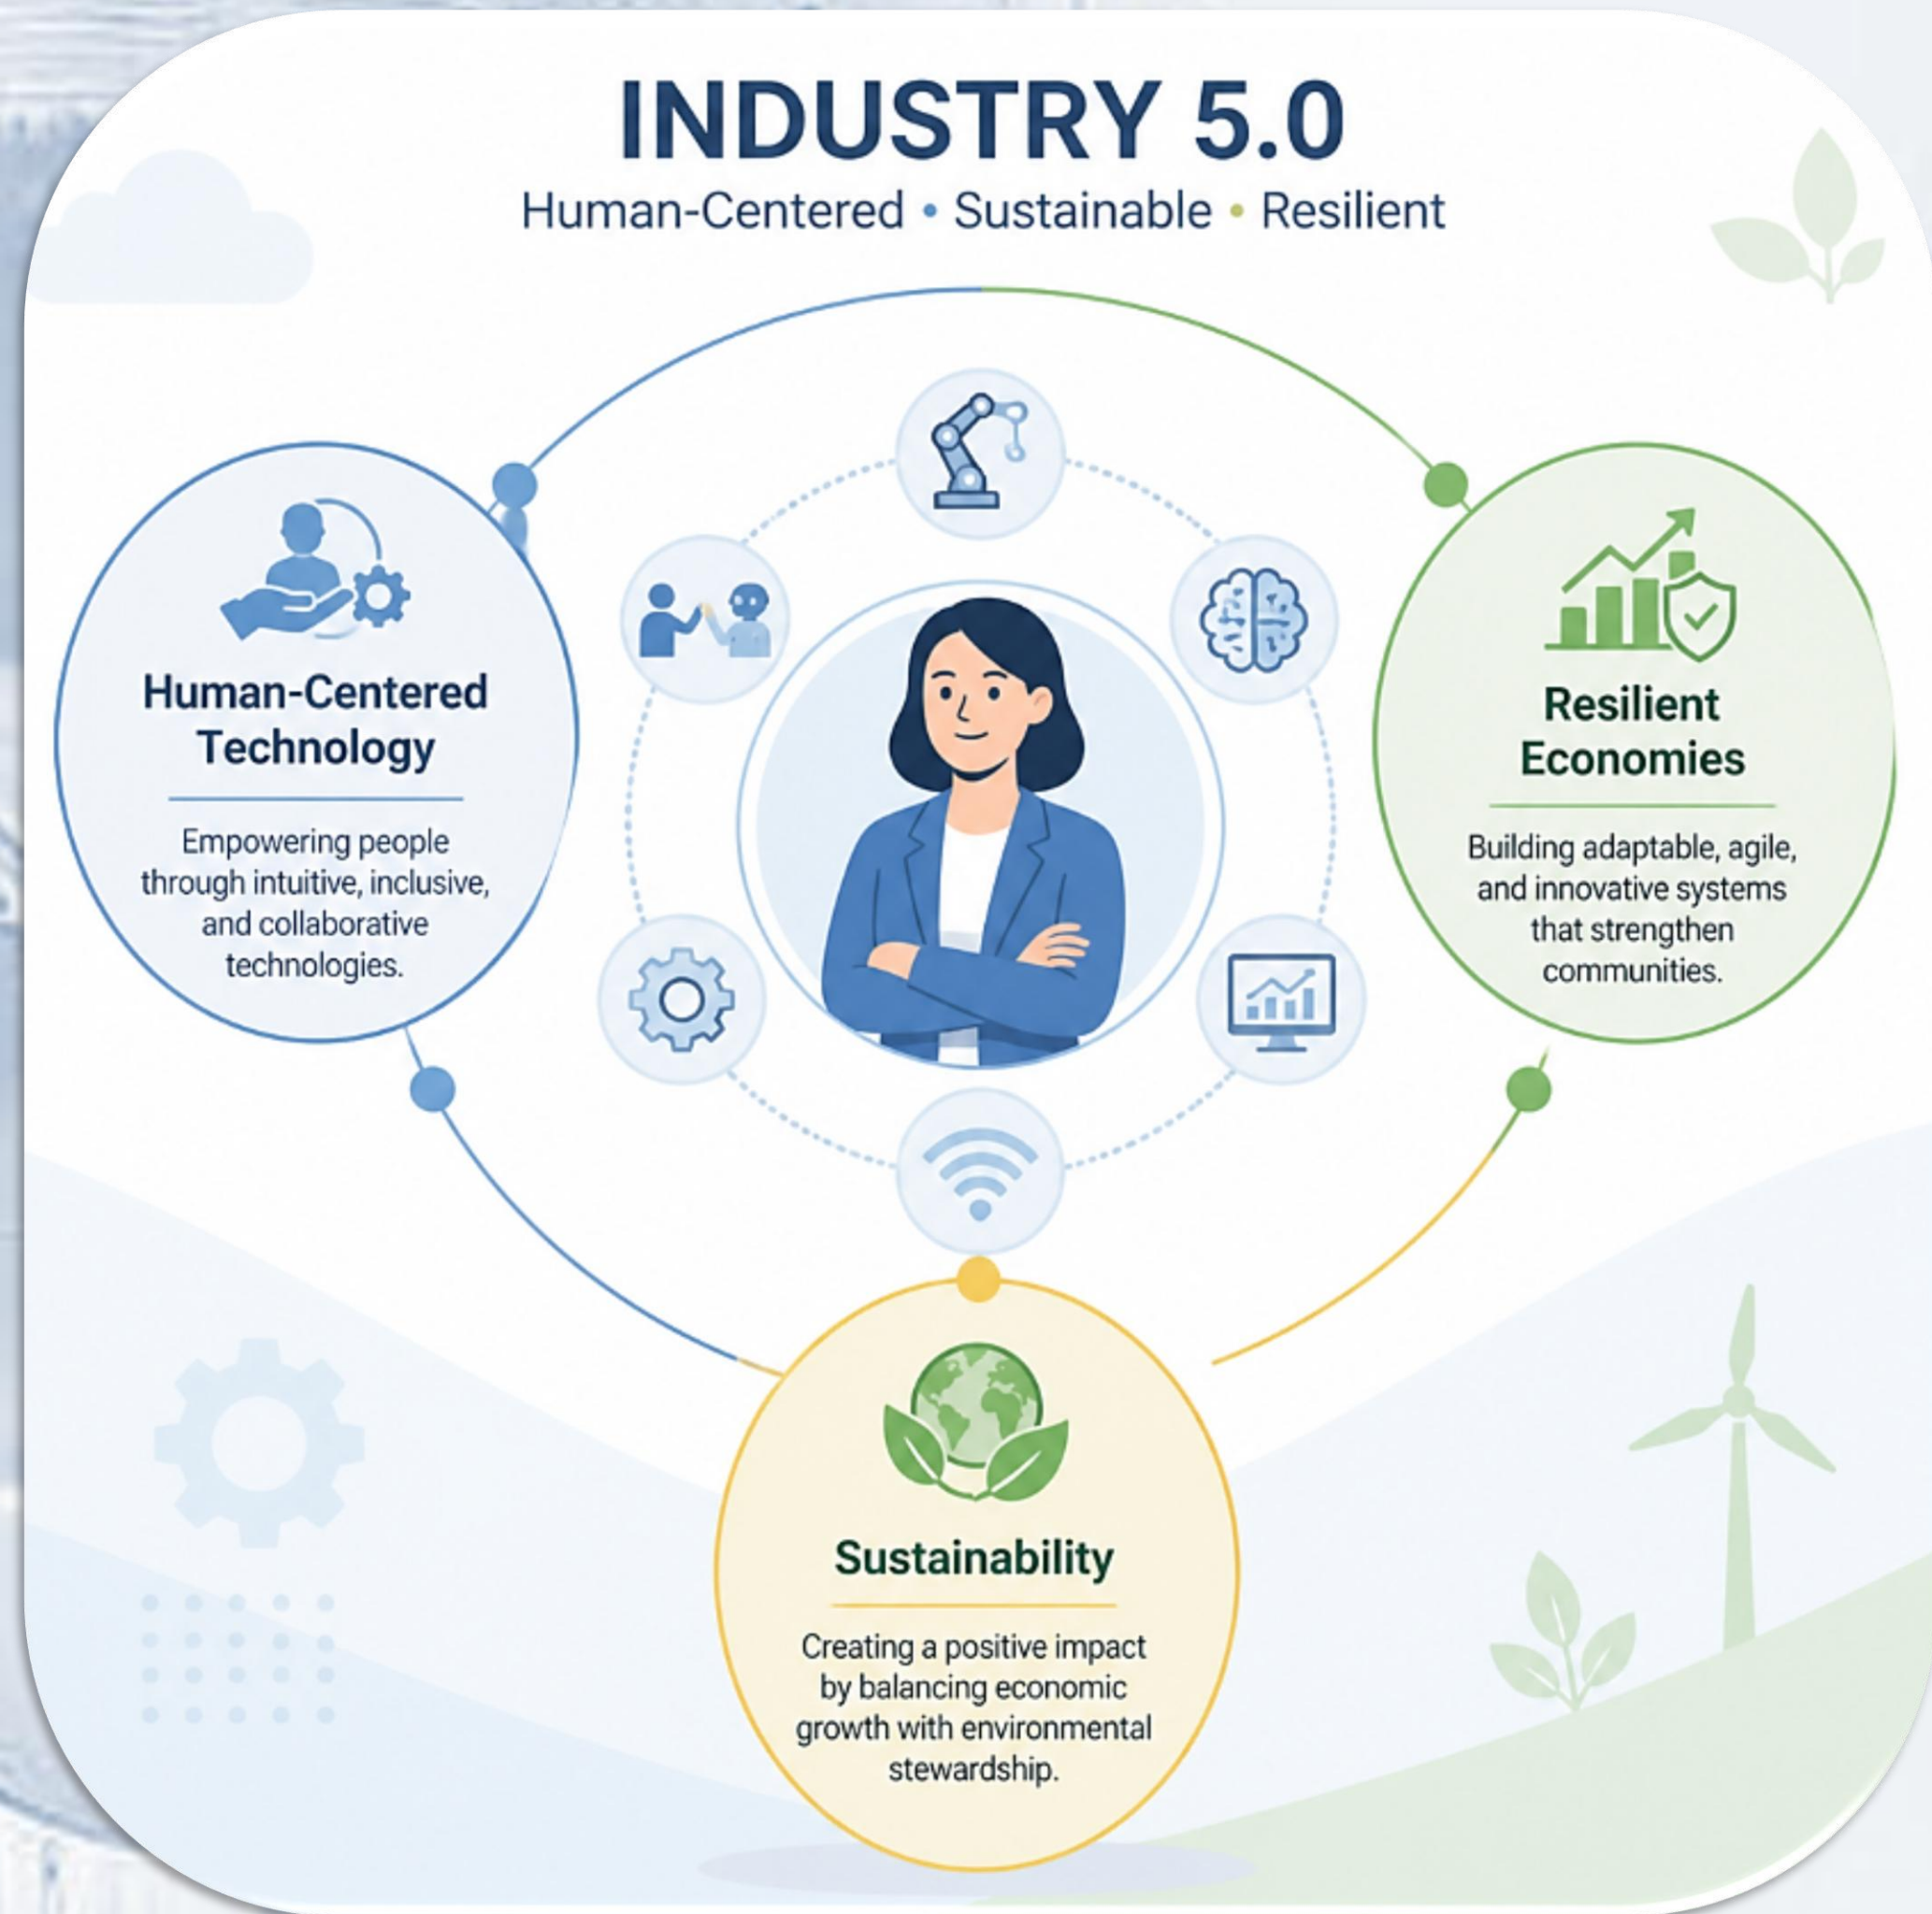 INDUSTRY 5.0
Human-Centered • Sustainable • Resilient
Human-Centered
Technology
Empowering people
through intuitive, inclusive,
and collaborative
technologies.
Resilient
Economies
Building adaptable, agile,
and innovative systems
that strengthen
communities.
Sustainability
Creating a positive impact
by balancing economic
growth with environmental
stewardship.